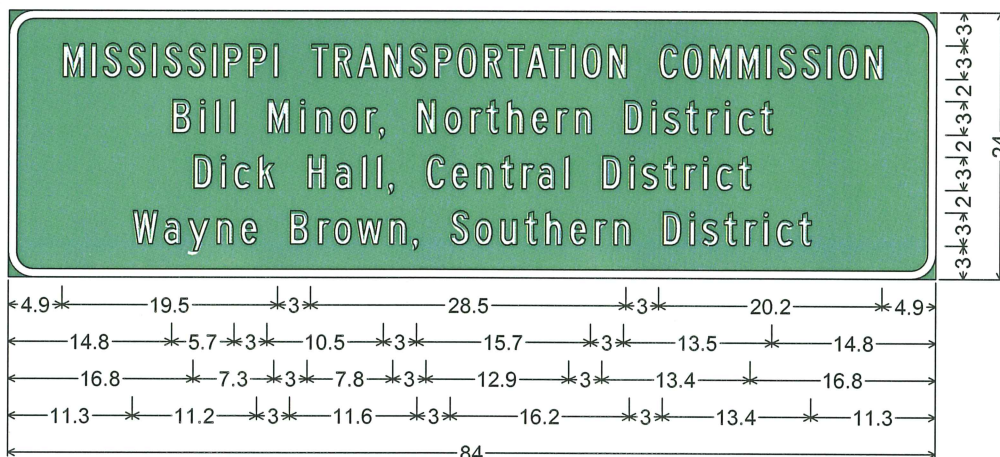 MISSISSIPPI TRANSPORTATION COMMISSION
Bill Minor, Northern District
Dick Hall, Central District
Wayne Brown, Southern District
3 3 2 3 2 3 2 3 3
24
4.9 19.5 3 28.5 3 20.2 4.9
14.8 5.7 3 10.5 3 15.7 3 13.5 14.8
16.8 7.3 3 7.8 3 12.9 3 13.4 16.8
11.3 11.2 3 11.6 3 16.2 3 13.4 11.3
84